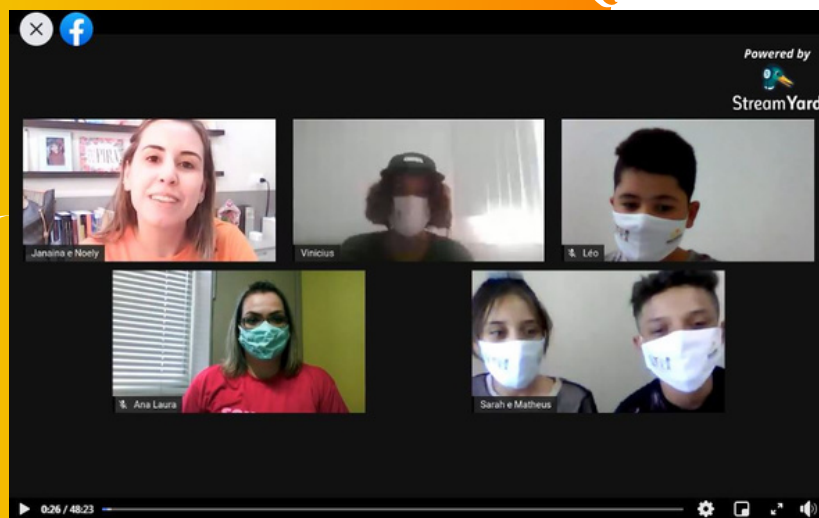 Powered by
StreamYard
Janaina e Noely
Vinicius
Léo
Ana Laura
Sarah e Matheus
0:26 / 48:23